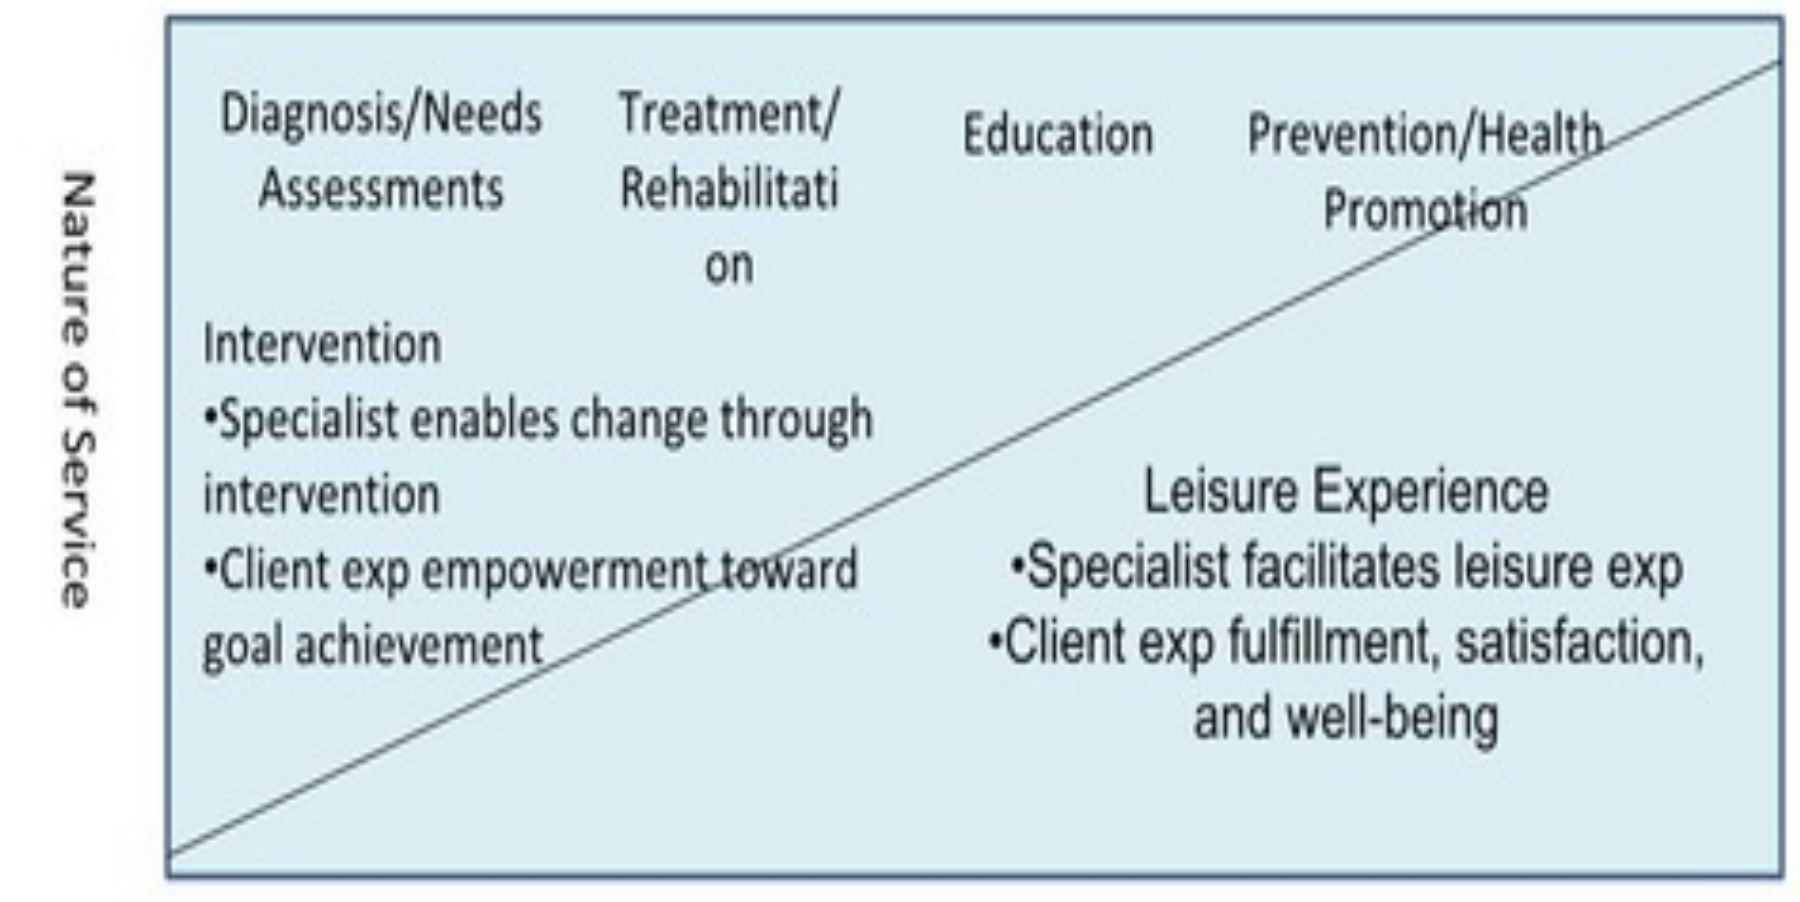 Nature of Service
Diagnosis/Needs
Assessments
Treatment/
Rehabilitati
on
Education
Prevention/Health
Promotion
Intervention
•Specialist enables change through
intervention
•Client exp empowerment toward
goal achievement
Leisure Experience
•Specialist facilitates leisure exp
•Client exp fulfillment, satisfaction,
and well-being